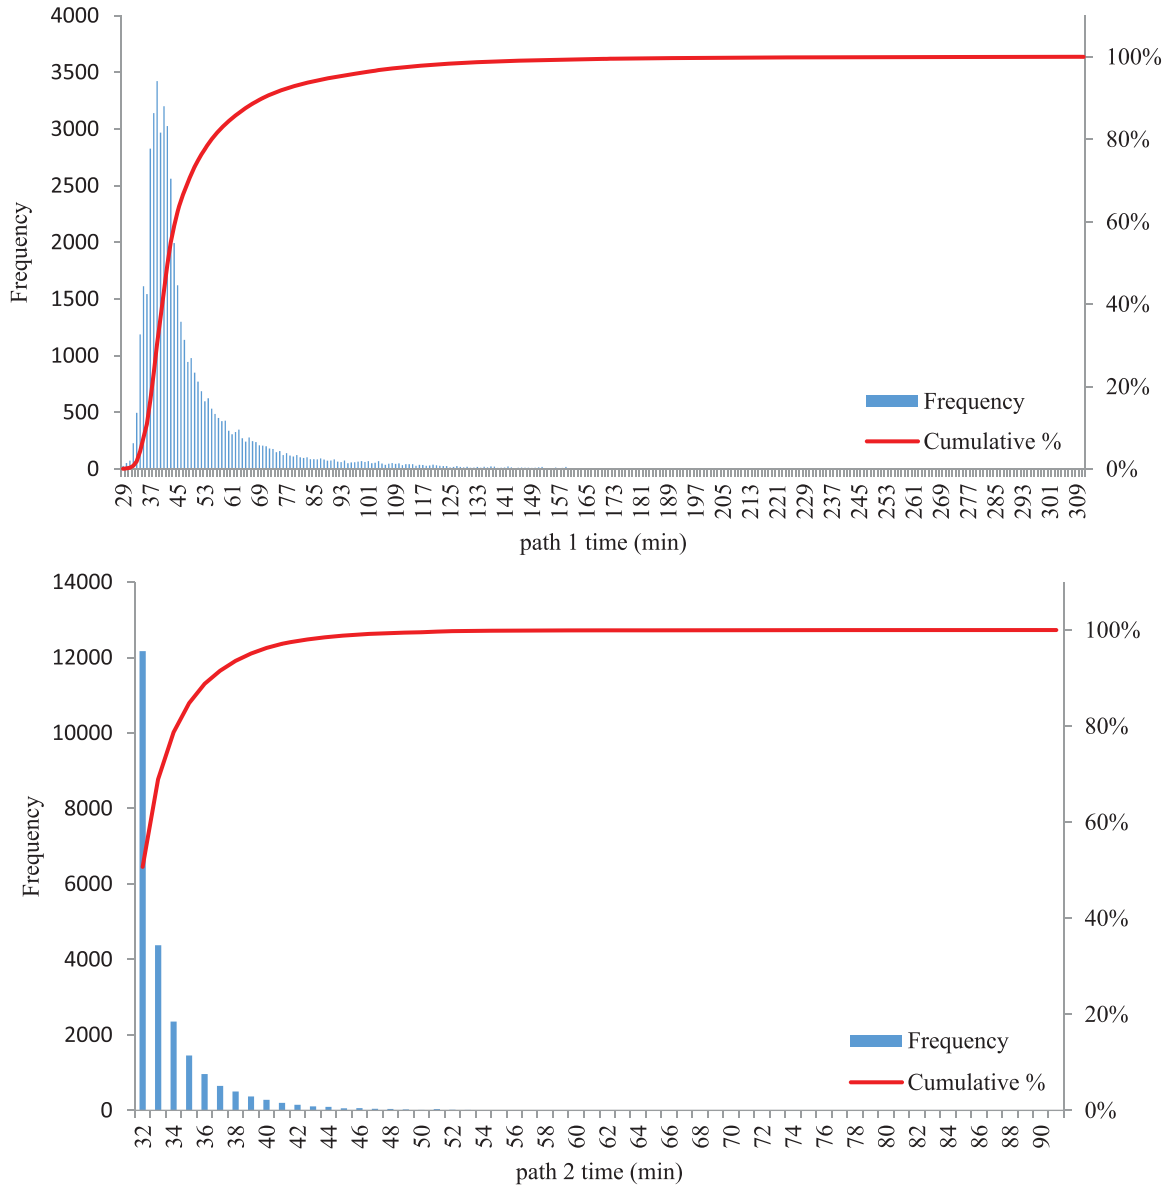 4000
3500
3000
2500
2000
1500
1000
500
0
Frequency
100%
80%
60%
40%
20%
0%
Frequency
Cumulative %
29 37 45 53 61 69 77 85 93 101 109 117 125 133 141 149 157 165 173 181 189 197 205 213 221 229 237 245 253 261 269 277 285 293 301 309
path 1 time (min)
14000
12000
10000
8000
6000
4000
2000
0
Frequency
100%
80%
60%
40%
20%
0%
Frequency
Cumulative %
32 34 36 38 40 42 44 46 48 50 52 54 56 58 60 62 64 66 68 70 72 74 76 78 80 82 84 86 88 90
path 2 time (min)